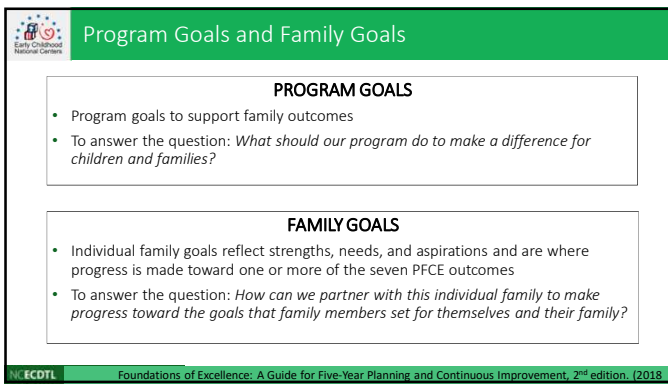 Early Childhood
National Centers
Program Goals and Family Goals
PROGRAM GOALS
• Program goals to support family outcomes
• To answer the question: What should our program do to make a difference for
children and families?
FAMILY GOALS
• Individual family goals reflect strengths, needs, and aspirations and are where
progress is made toward one or more of the seven PFCE outcomes
• To answer the question: How can we partner with this individual family to make
progress toward the goals that family members set for themselves and their family?
NCECDTL
Foundations of Excellence: A Guide for Five-Year Planning and Continuous Improvement, 2nd edition. (2018